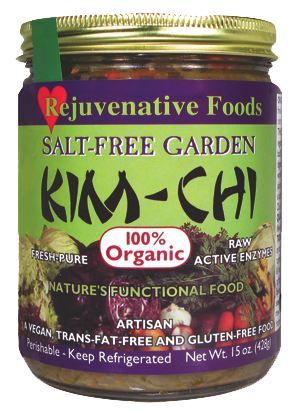 Rejuvenative Foods
SALT-FREE GARDEN
KIM-CHI
100%
Organic
FRESH-PURE
RAW
ACTIVE ENZYMES
NATURE'S FUNCTIONAL FOOD
ARTISAN
A VEGAN, TRANS-FAT-FREE AND GLUTEN-FREE FOOD
Perishable - Keep Refrigerated Net Wt. 15 oz. (428g)